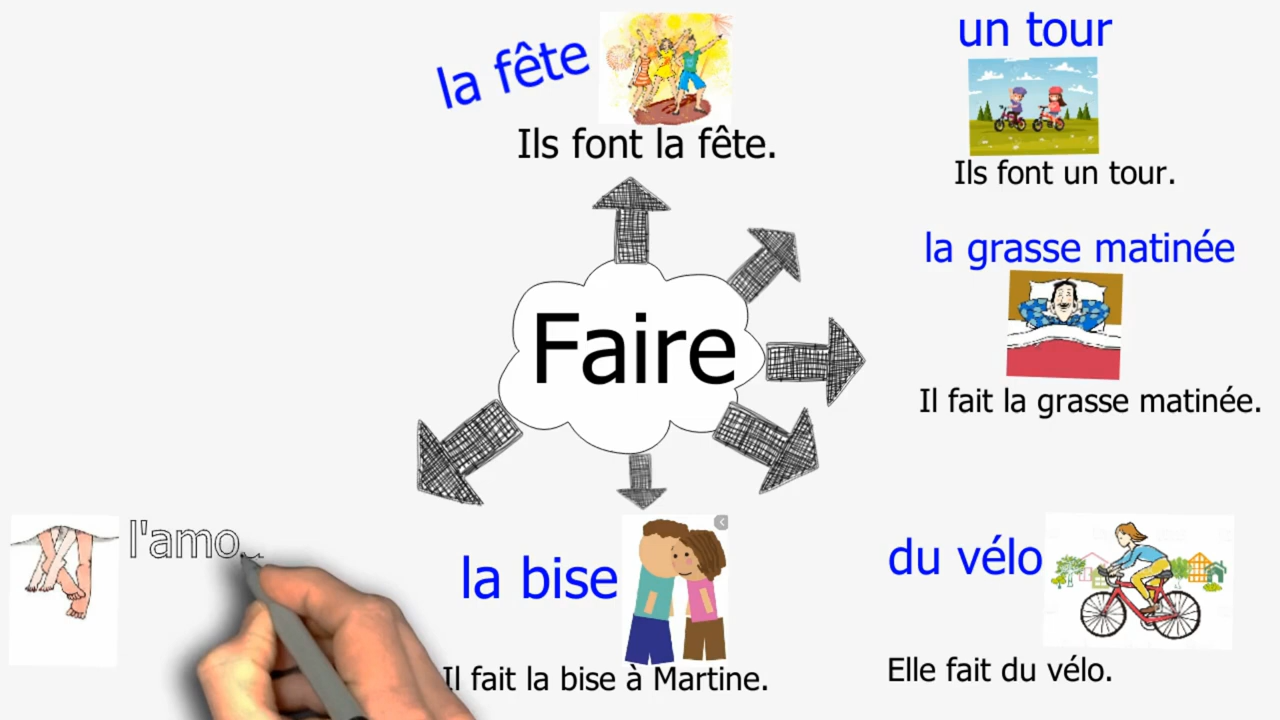 la fête
Ils font la fête.
un tour
Ils font un tour.
la grasse matinée
Il fait la grasse matinée.
Faire
l'amo
la bise
Il fait la bise à Martine.
du vélo
Elle fait du vélo.